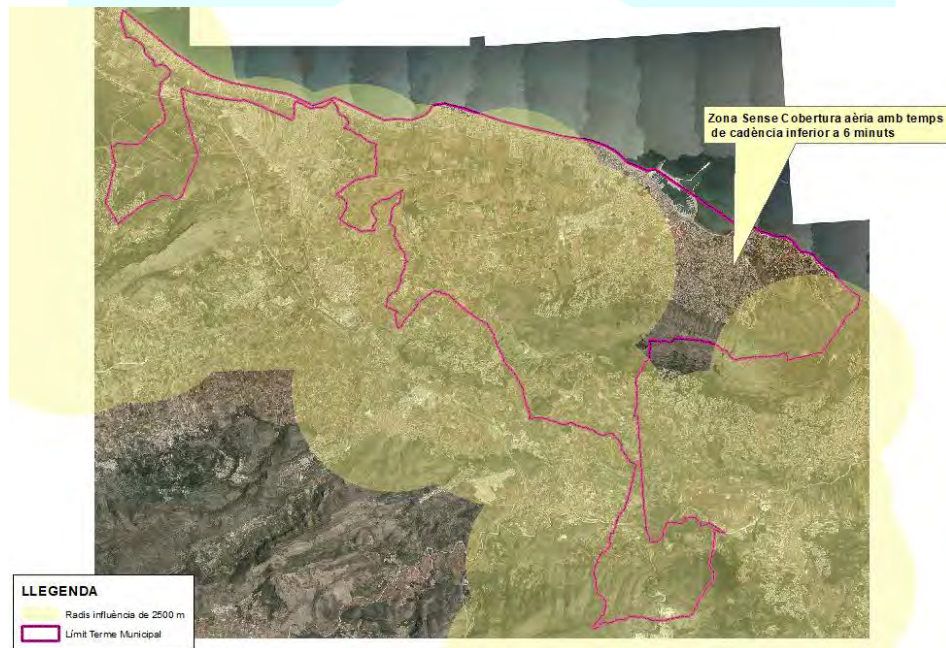 Zona Sense Cobertura aèria amb temps
de cadència inferior a 6 minuts
LLEGENDA
Radis influència de 2500 m
Límit Terme Municipal